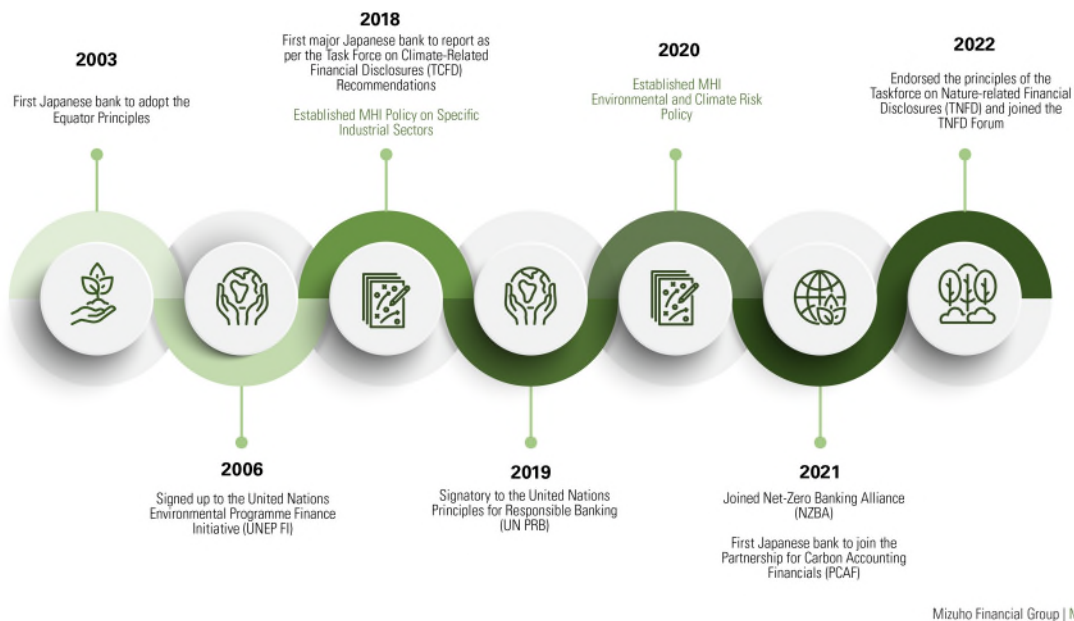 2003
First Japanese bank to adopt the
Equator Principles
2018
First major Japanese bank to report as
per the Task Force on Climate-Related
Financial Disclosures (TCFD)
Recommendations
Established MHI Policy on Specific
Industrial Sectors
2020
Established MHI
Environmental and Climate Risk
Policy
2022
Endorsed the principles of the
Taskforce on Nature-related Financial
Disclosures (TNFD) and joined the
TNFD Forum
2006
Signed up to the United Nations
Environmental Programme Finance
Initiative (UNEP FI)
2019
Signatory to the United Nations
Principles for Responsible Banking
(UN PRB)
2021
Joined Net-Zero Banking Alliance
(NZBA)
First Japanese bank to join the
Partnership for Carbon Accounting
Financials (PCAF)
Mizuho Financial Group |